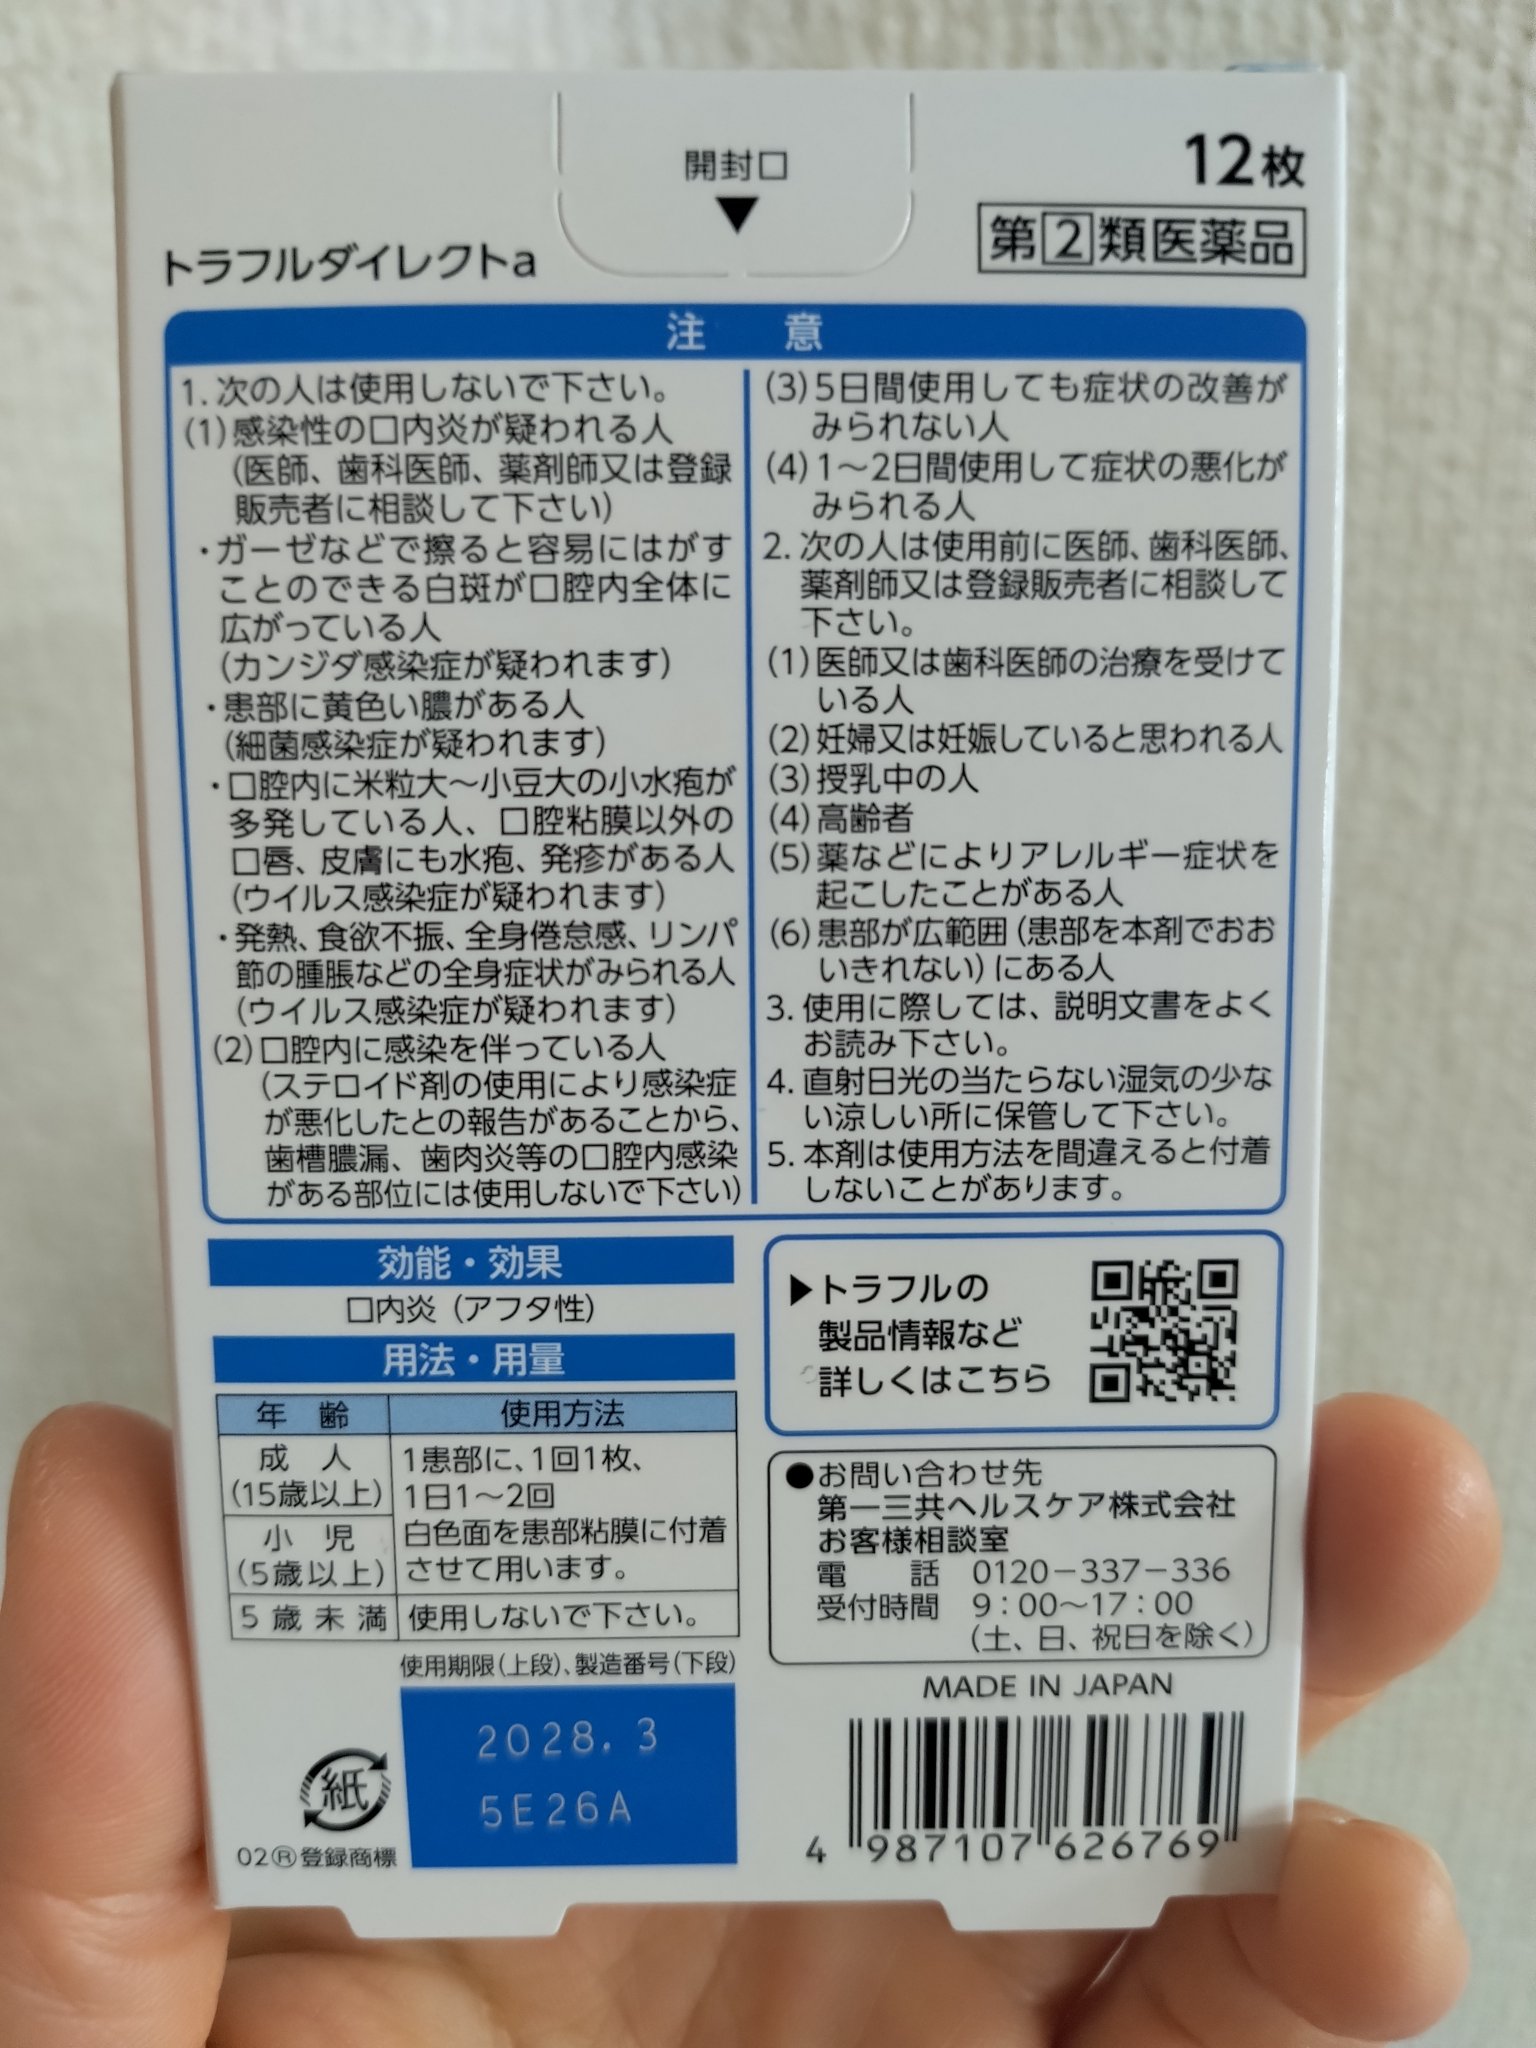 開封口
▼
12枚
第②類医薬品
トラフルダイレクトa
注意
1. 次の人は使用しないで下さい。
(1)感染性の口内炎が疑われる人
(医師、歯科医師、薬剤師又は登録
販売者に相談して下さい)
・ガーゼなどで擦ると容易にはがす
ことのできる白斑が口腔内全体に
広がっている人
(カンジダ感染症が疑われます)
・患部に黄色い膿がある人
(細菌感染症が疑われます)
・口腔内に米粒大～小豆大の小水疱が
多発している人、口腔粘膜以外の
口唇、皮膚にも水疱、発疹がある人
(ウイルス感染症が疑われます)
・発熱、食欲不振、全身倦怠感、リンパ
節の腫脹などの全身症状がみられる人
(ウイルス感染症が疑われます)
(2)口腔内に感染を伴っている人
(ステロイド剤の使用により感染症
が悪化したとの報告があることから、
歯槽膿漏、歯肉炎等の口腔内感染
がある部位には使用しないで下さい)
(3)5日間使用しても症状の改善が
みられない人
(4)1～2日間使用して症状の悪化が
みられる人
2. 次の人は使用前に医師、歯科医師、
薬剤師又は登録販売者に相談して
下さい。
(1)医師又は歯科医師の治療を受けて
いる人
(2)妊婦又は妊娠していると思われる人
(3)授乳中の人
(4)高齢者
(5)薬などによりアレルギー症状を
起こしたことがある人
(6)患部が広範囲(患部を本剤でおお
いきれない)にある人
3. 使用に際しては、説明文書をよく
お読み下さい。
4. 直射日光の当たらない湿気の少な
い涼しい所に保管して下さい。
5. 本剤は使用方法を間違えると付着
しないことがあります。
効能・効果
口内炎(アフタ性)
用法・用量
年齢 使用方法
成人
(15歳以上)
小児
(5歳以上)
1患部に、1回1枚、
1日1～2回
白色面を患部粘膜に付着
させて用います。
5歳未満 使用しないで下さい。
使用期限(上段)、製造番号(下段)
2028.3
5E26A
紙
02®登録商標
▶トラフルの
製品情報など
詳しくはこちら
●お問い合わせ先
第一三共ヘルスケア株式会社
お客様相談室
電話 0120-337-336
受付時間 9:00～17:00
(土、日、祝日を除く)
MADE IN JAPAN
4 987107 626769